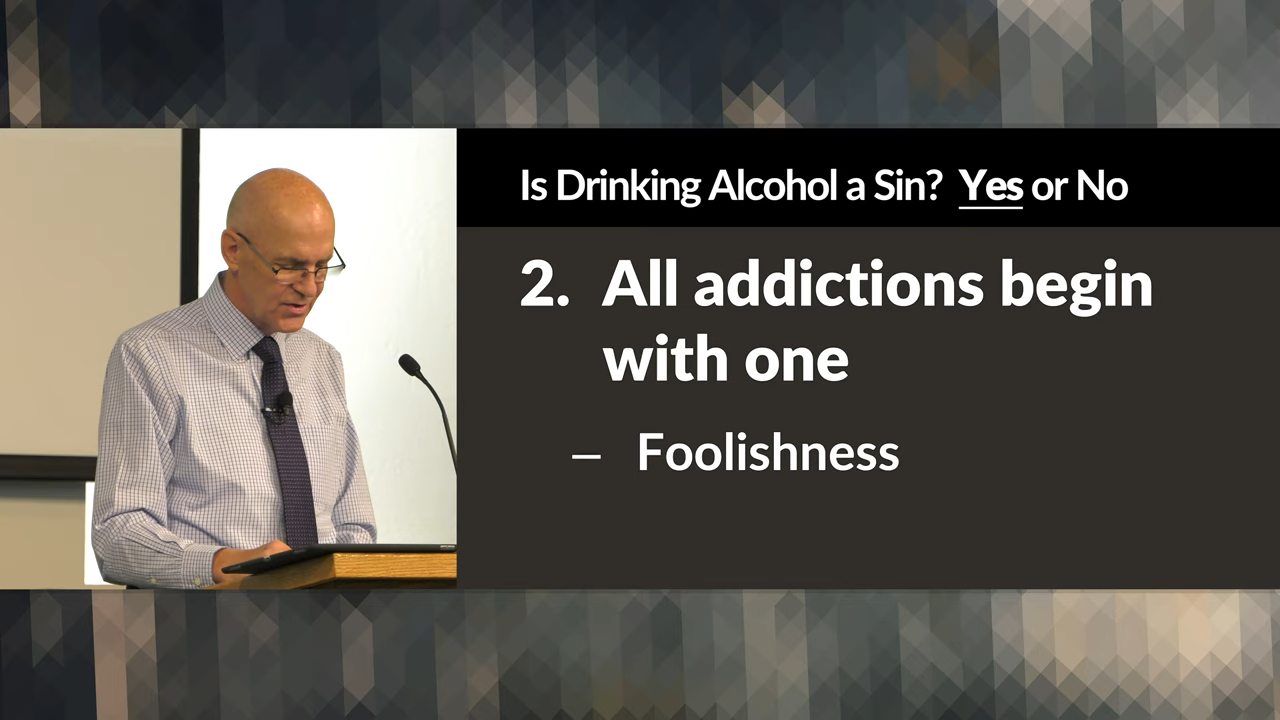 Is Drinking Alcohol a Sin? Yes or No
2. All addictions begin
with one
– Foolishness